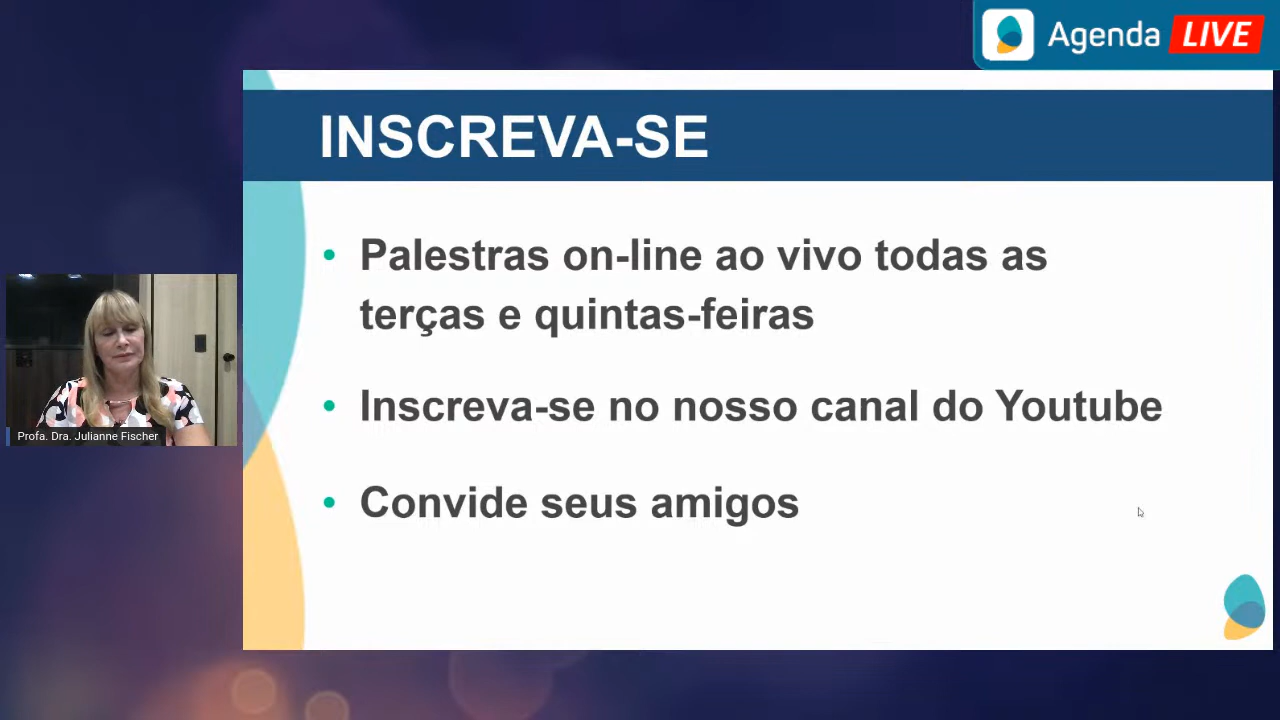 Agenda LIVE
INSCREVA-SE
• Palestras on-line ao vivo todas as
terças e quintas-feiras
• Inscreva-se no nosso canal do Youtube
• Convide seus amigos
Profa. Dra. Julianne Fischer